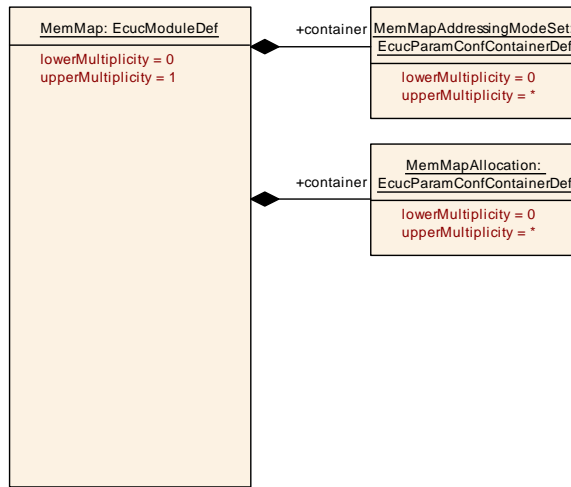 MemMap: EcucModuleDef
lowerMultiplicity = 0
upperMultiplicity = 1
+container
MemMapAddressingModeSet:
EcucParamConfContainerDef
lowerMultiplicity = 0
upperMultiplicity = *
+container
MemMapAllocation:
EcucParamConfContainerDef
lowerMultiplicity = 0
upperMultiplicity = *